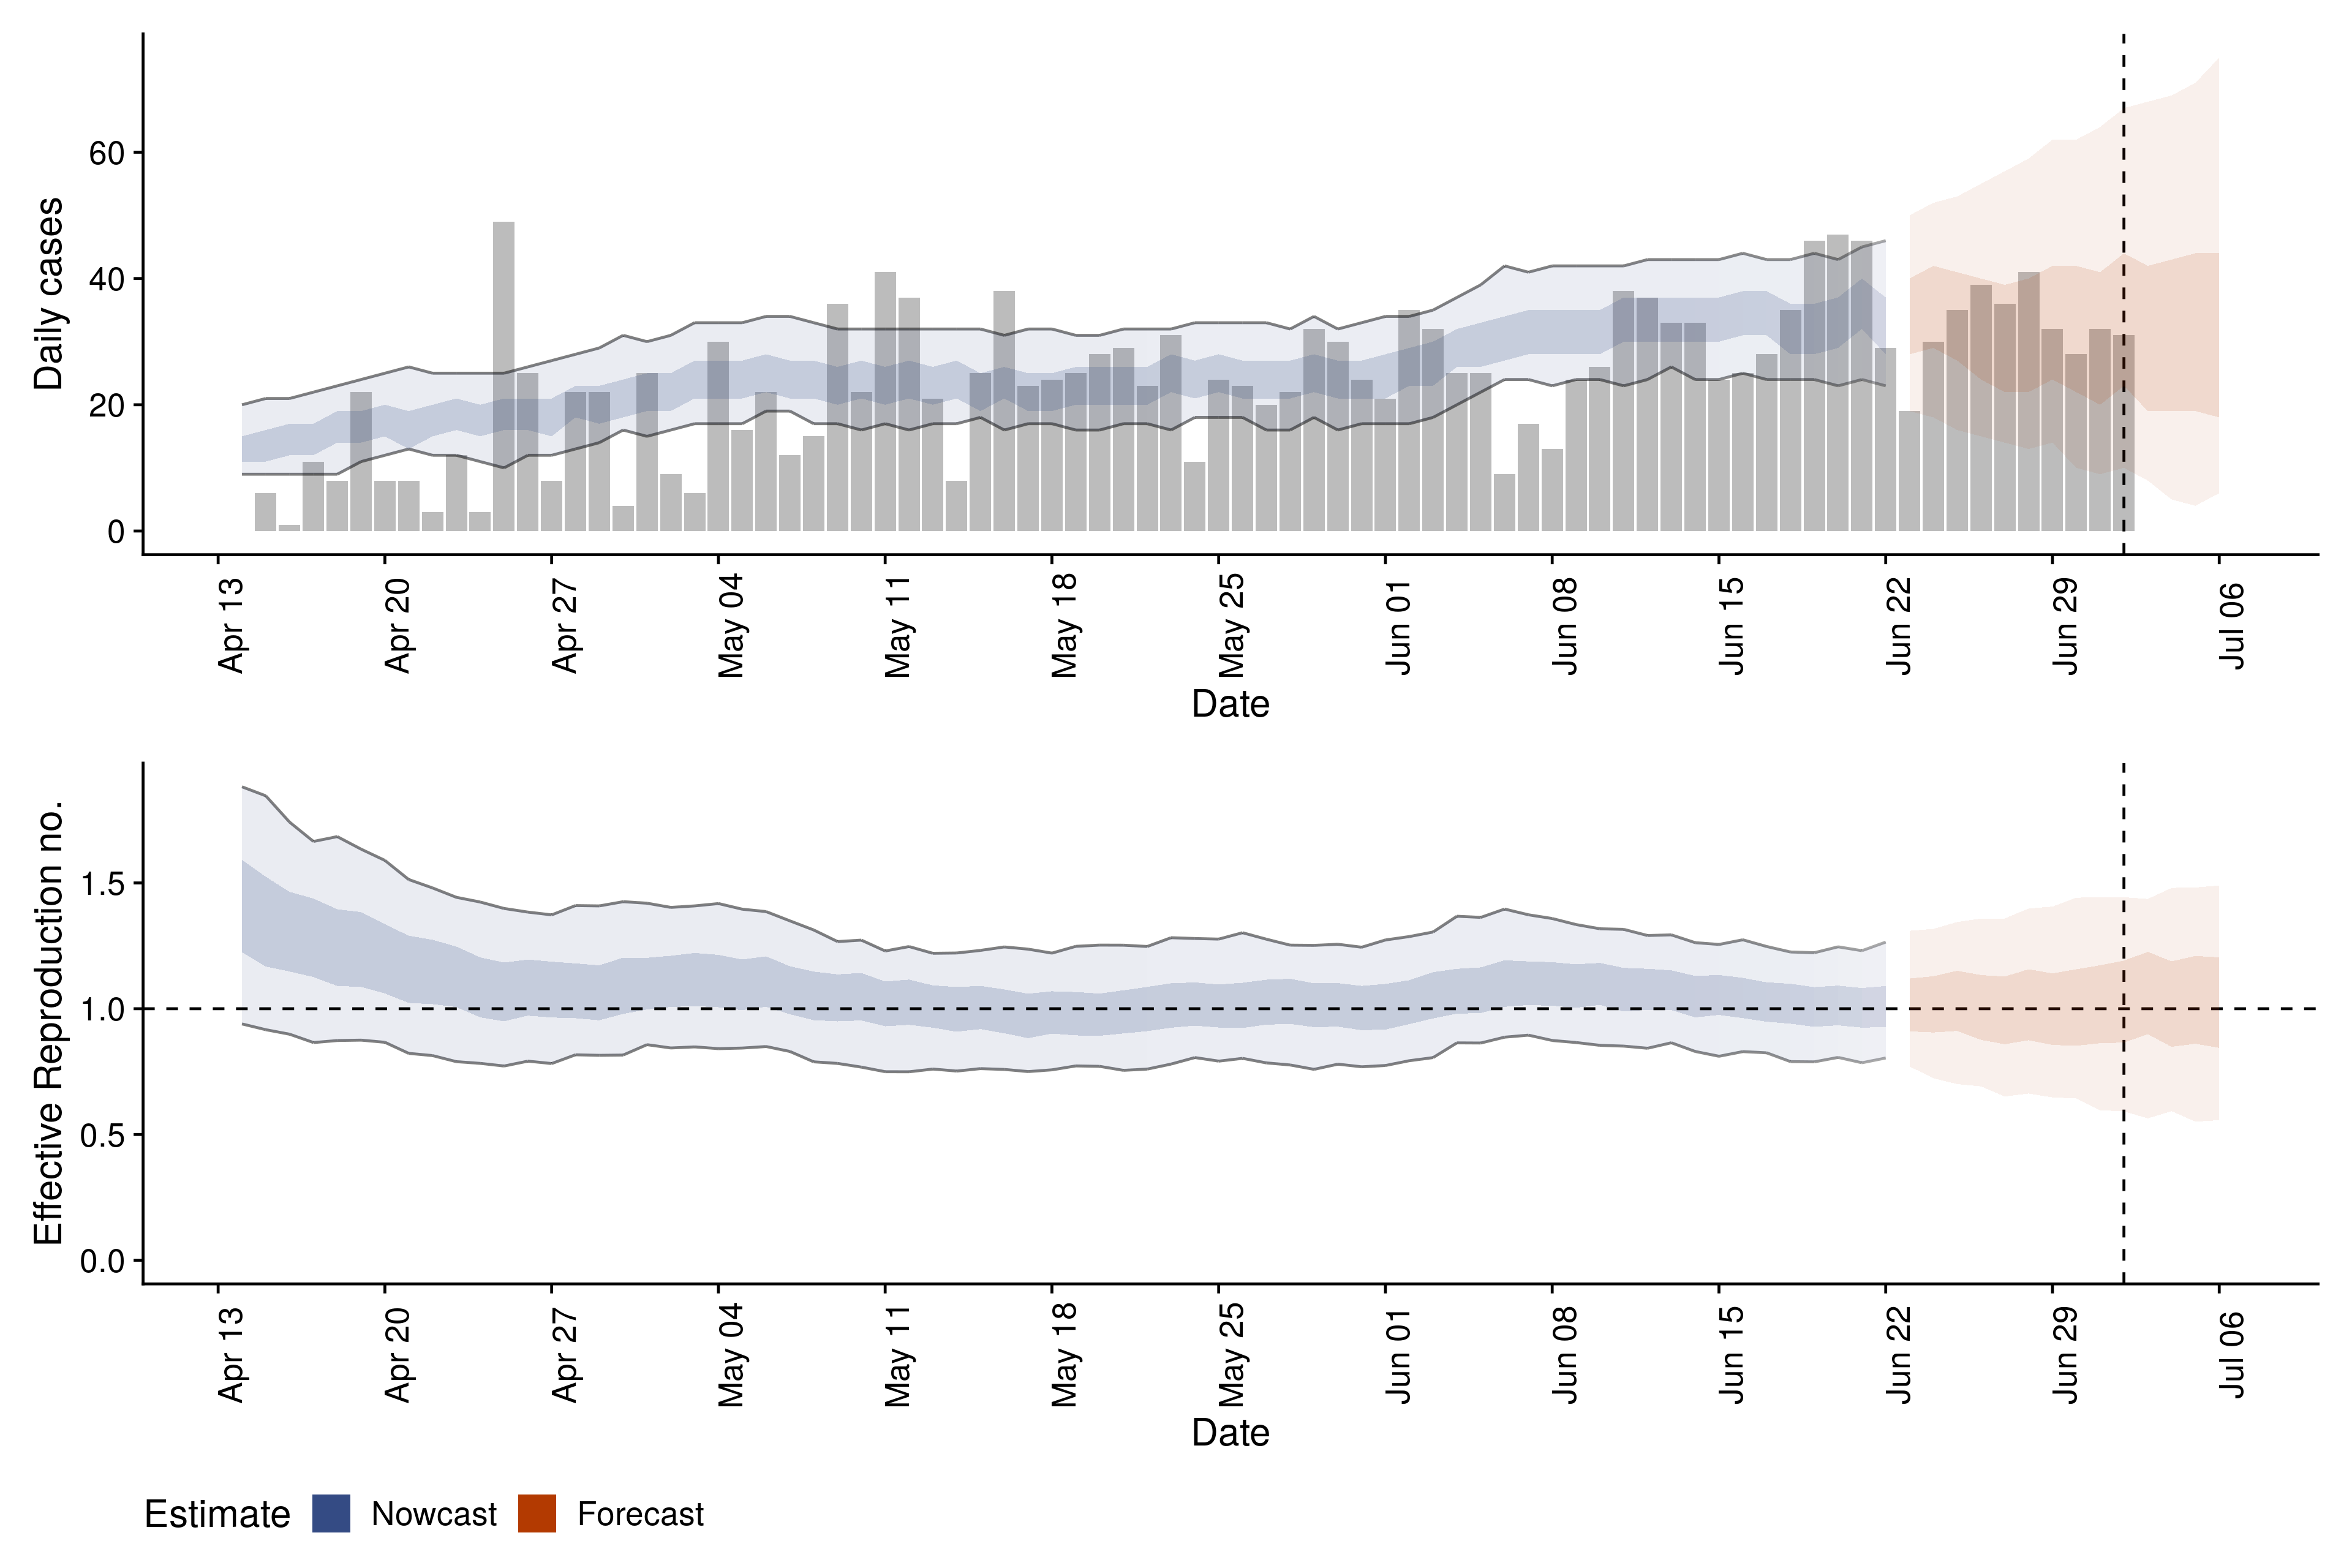 Daily cases
60
40
20
0
Apr 13
Apr 20
Apr 27
May 04
May 11
May 18
May 25
Jun 01
Jun 08
Jun 15
Jun 22
Jun 29
Jul 06
Date
Effective Reproduction no.
1.5
1.0
0.5
0.0
Apr 13
Apr 20
Apr 27
May 04
May 11
May 18
May 25
Jun 01
Jun 08
Jun 15
Jun 22
Jun 29
Jul 06
Date
Estimate Nowcast Forecast